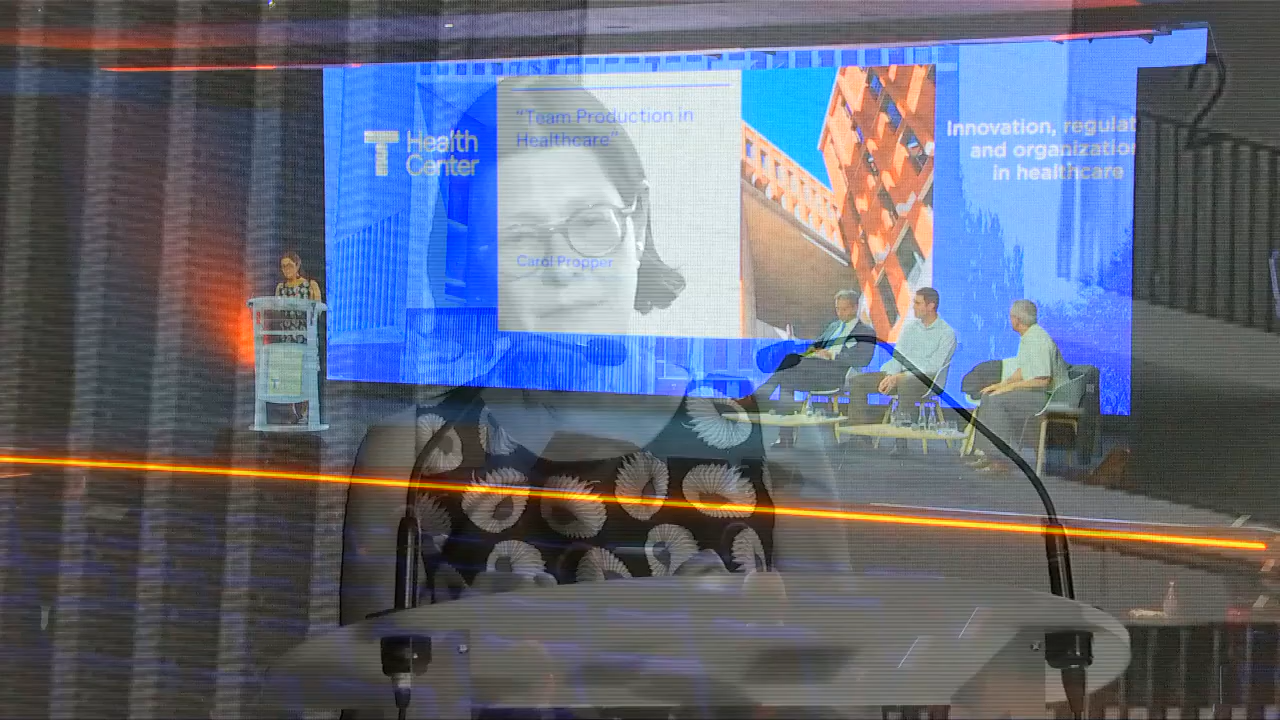 T Health
Center
"Team Production in
Healthcare"
Carol Propper
Innovation, regulat
and organization
in healthcare